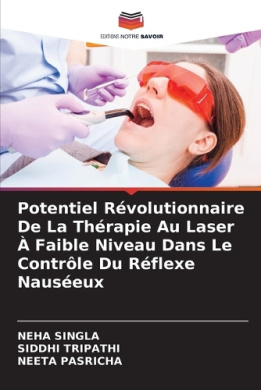 EDITIONS NOTRE SAVOIR
Potentiel Révolutionnaire
De La Thérapie Au Laser
À Faible Niveau Dans Le
Contrôle Du Réflexe
Nauséeux
NEHA SINGLA
SIDDHI TRIPATHI
NEETA PASRICHA